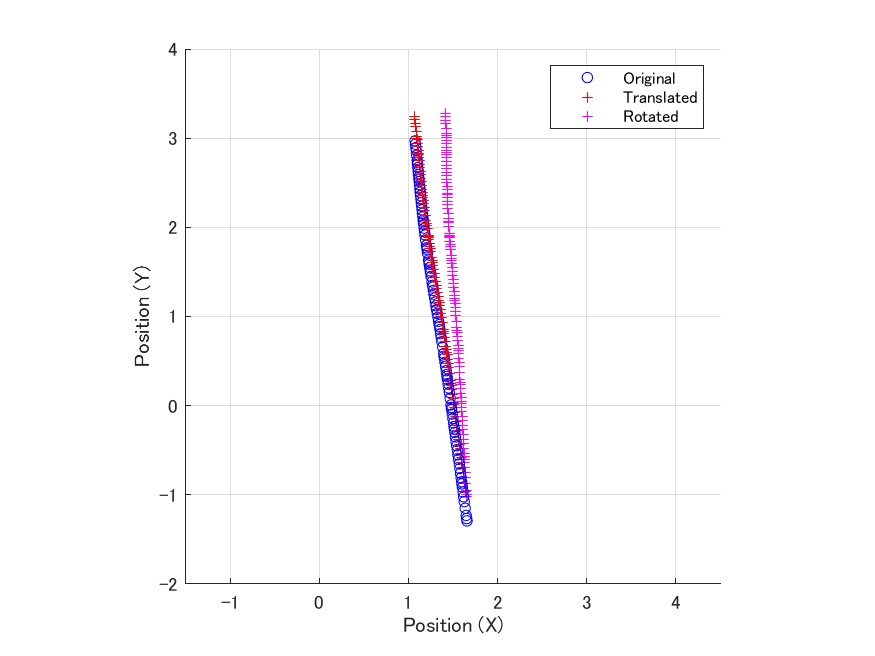 4
3
2
1
0
−1
−2
Position (Y)
Original
Translated
Rotated
−1 0 1 2 3 4
Position (X)